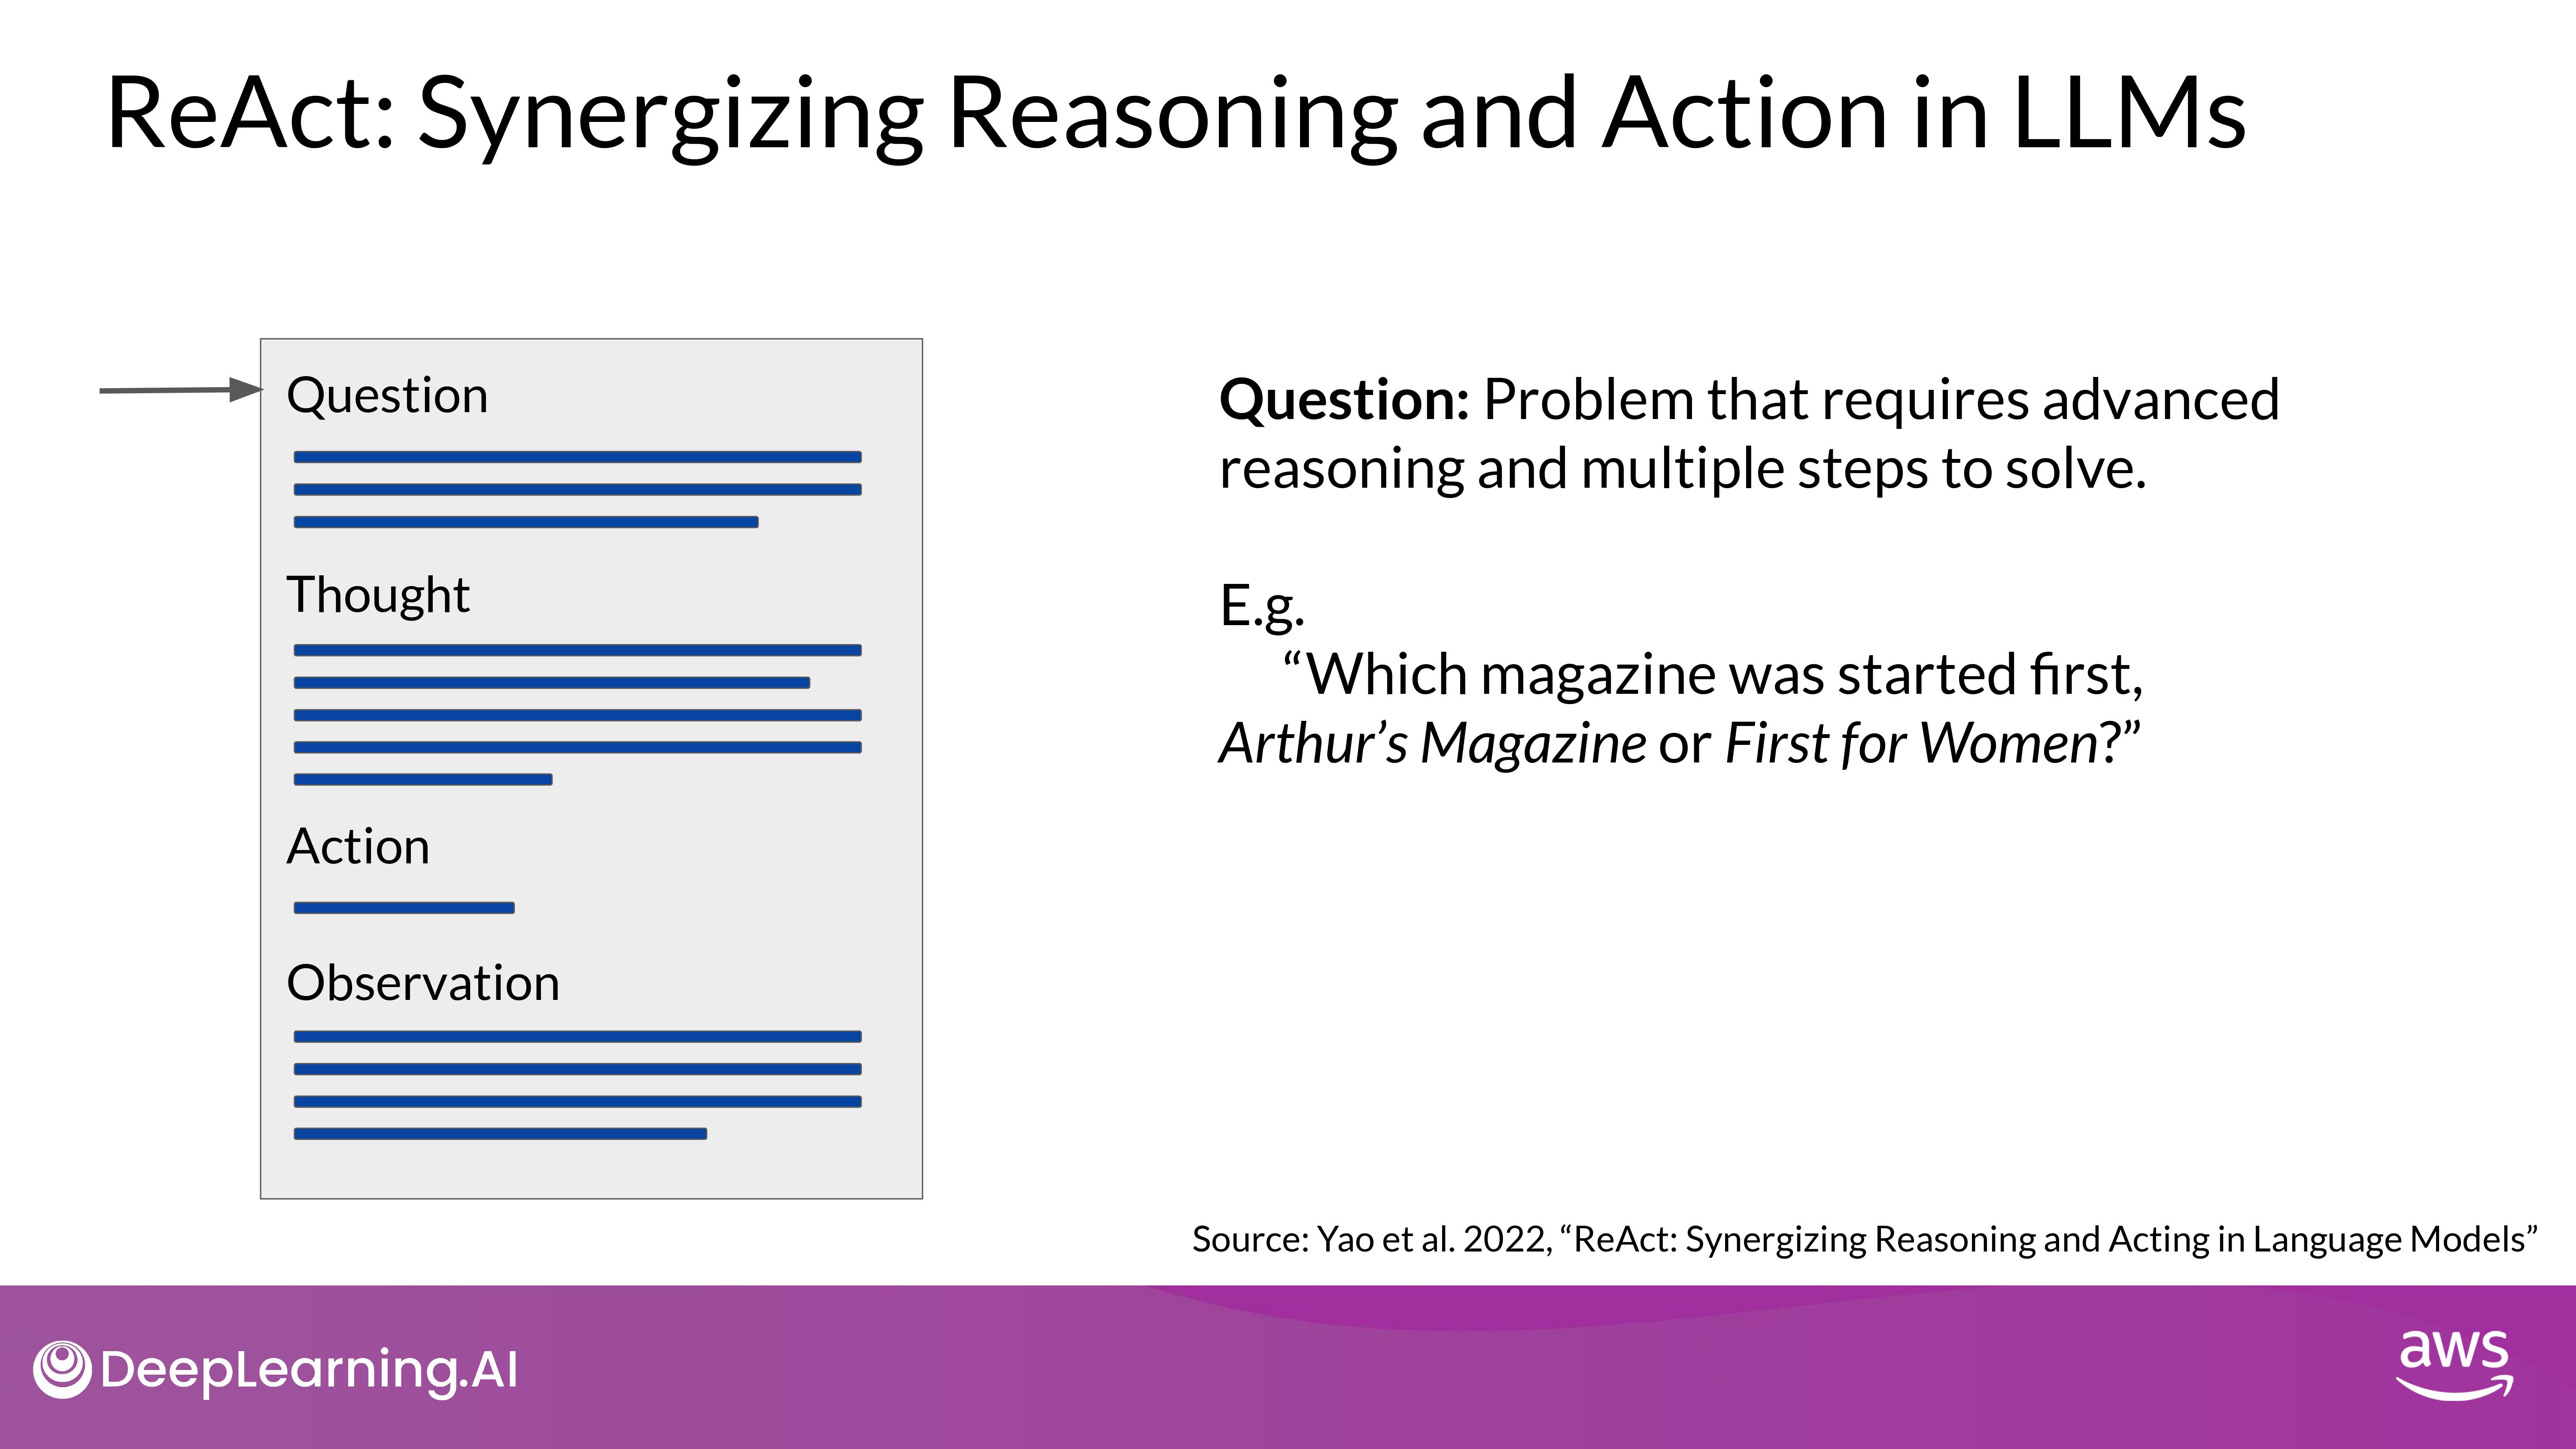 ReAct: Synergizing Reasoning and Action in LLMs
Question
Thought
Action
Observation
Question: Problem that requires advanced
reasoning and multiple steps to solve.
E.g.
“Which magazine was started first,
Arthur’s Magazine or First for Women?”
Source: Yao et al. 2022, “ReAct: Synergizing Reasoning and Acting in Language Models”
DeepLearning.AI
aws